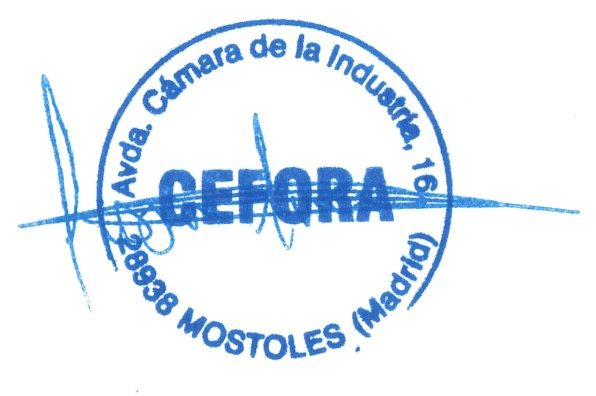 Avda. Cámara de la Industria, 16
CEFORA
28938 MOSTOLES (Madrid)